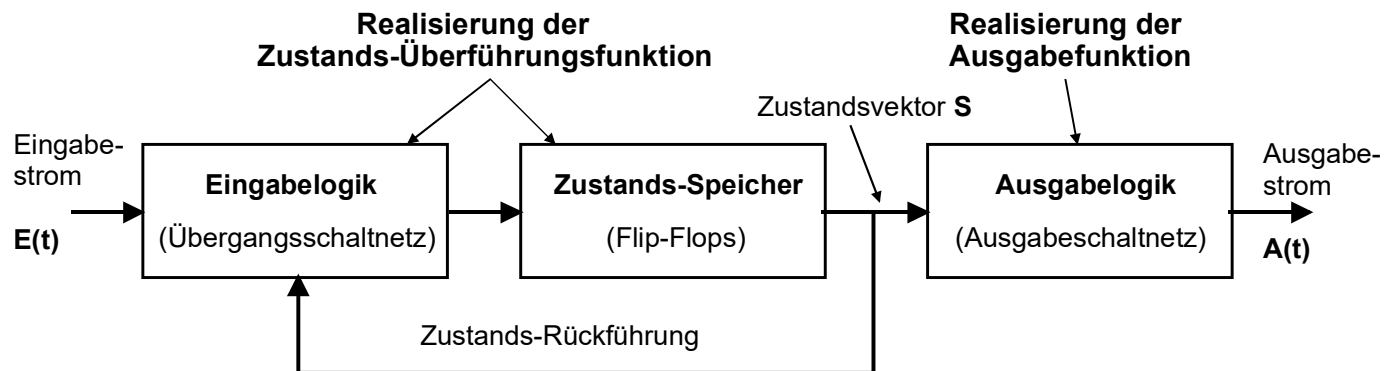 Realisierung der
Zustands-Überführungsfunktion
Realisierung der
Ausgabefunktion
Zustandsvektor S
Eingabe-
strom
E(t)
Eingabelogik
(Übergangsschaltnetz)
Zustands-Speicher
(Flip-Flops)
Ausgabelogik
(Ausgabeschaltnetz)
Ausgabe-
strom
A(t)
Zustands-Rückführung